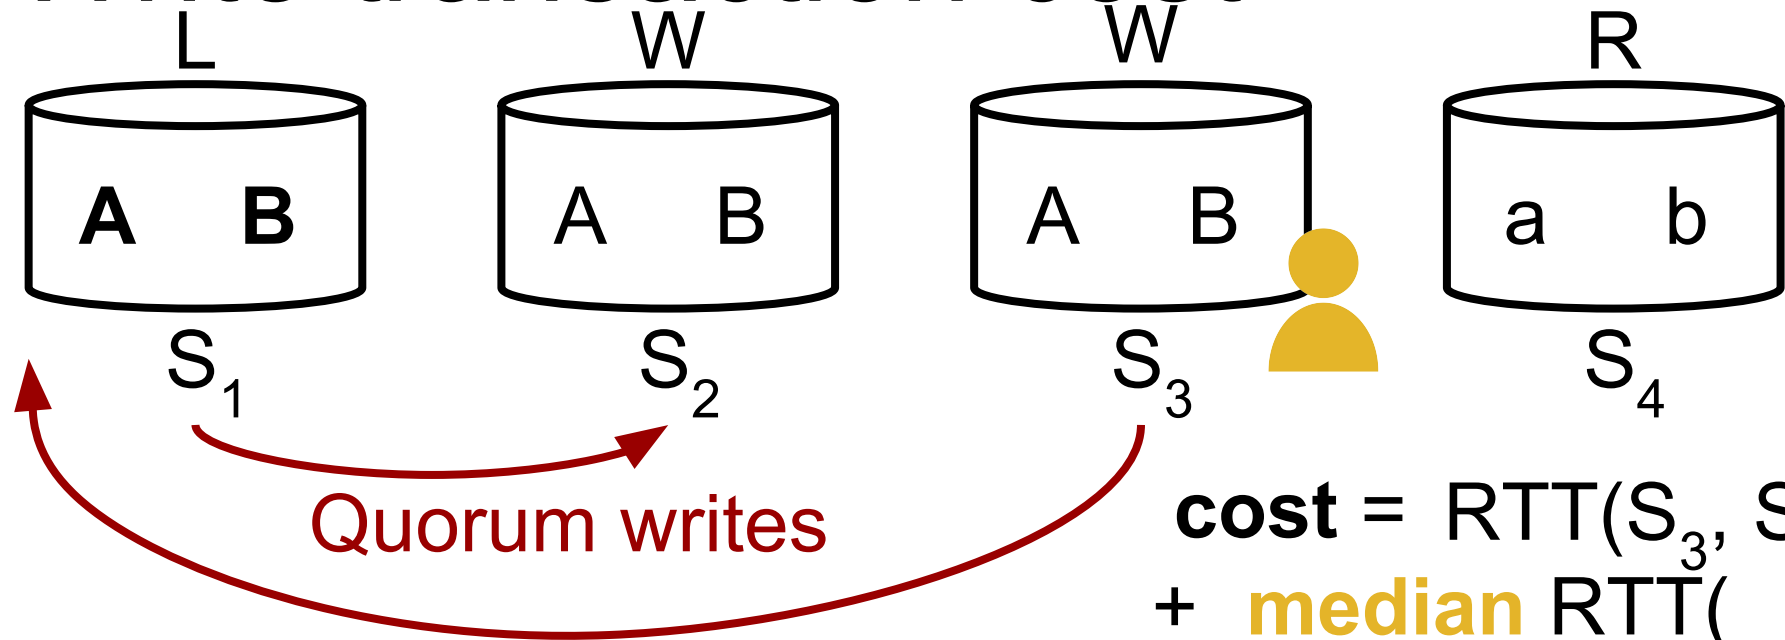 L W W R
A B A B A B a b
S1 S2 S3 S4
Quorum writes
cost = RTT(S3, S
+ median RTT(